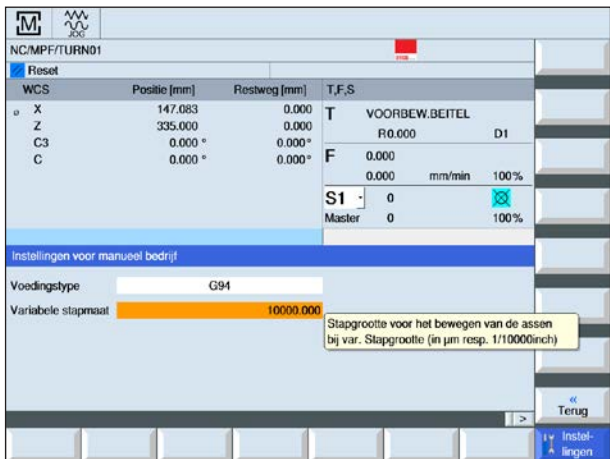 M
JOG
NC/MPF/TURN01
Reset
WCS Positie [mm] Restweg [mm] T,F,S
ø X 147.083 0.000
Z 335.000 0.000
C3 0.000 ° 0.000°
C 0.000 ° 0.000°
T VOORBEW.BEITEL
R0.000 D1
F 0.000
0.000 mm/min 100%
S1 0
Master 0 100%
Instellingen voor manueel bedrijf
Voedingstype G94
Variabele stapmaat 10000.000
Stapgrootte voor het bewegen van de assen
bij var. Stapgrootte (in µm resp. 1/10000inch)
«
Terug
>
Instel-
lingen